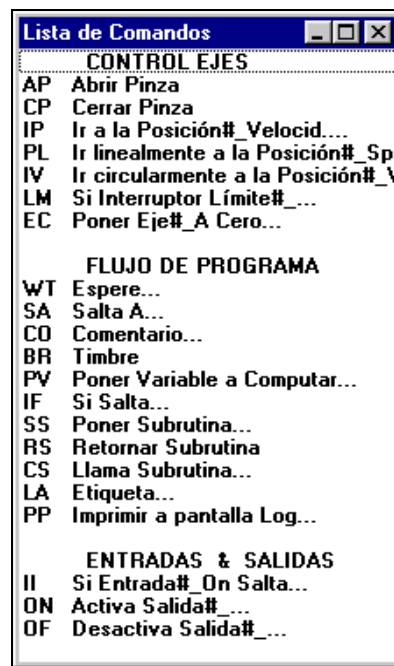 Lista de Comandos
CONTROL EJES
AP Abrir Pinza
CP Cerrar Pinza
IP Ir a la Posición#_Velocid....
PL Ir linealmente a la Posición#_Sp
IV Ir circularmente a la Posición#_V
LM Si Interruptor Límite#_...
EC Poner Eje#_A Cero...
FLUJO DE PROGRAMA
WT Espere...
SA Salta A...
CO Comentario...
BR Timbre
PV Poner Variable a Computar...
IF Si Salta...
SS Poner Subrutina...
RS Retornar Subrutina
CS Llama Subrutina...
LA Etiqueta...
PP Imprimir a pantalla Log...
ENTRADAS & SALIDAS
II Si Entrada#_On Salta...
ON Activa Salida#_...
OF Desactiva Salida#_...